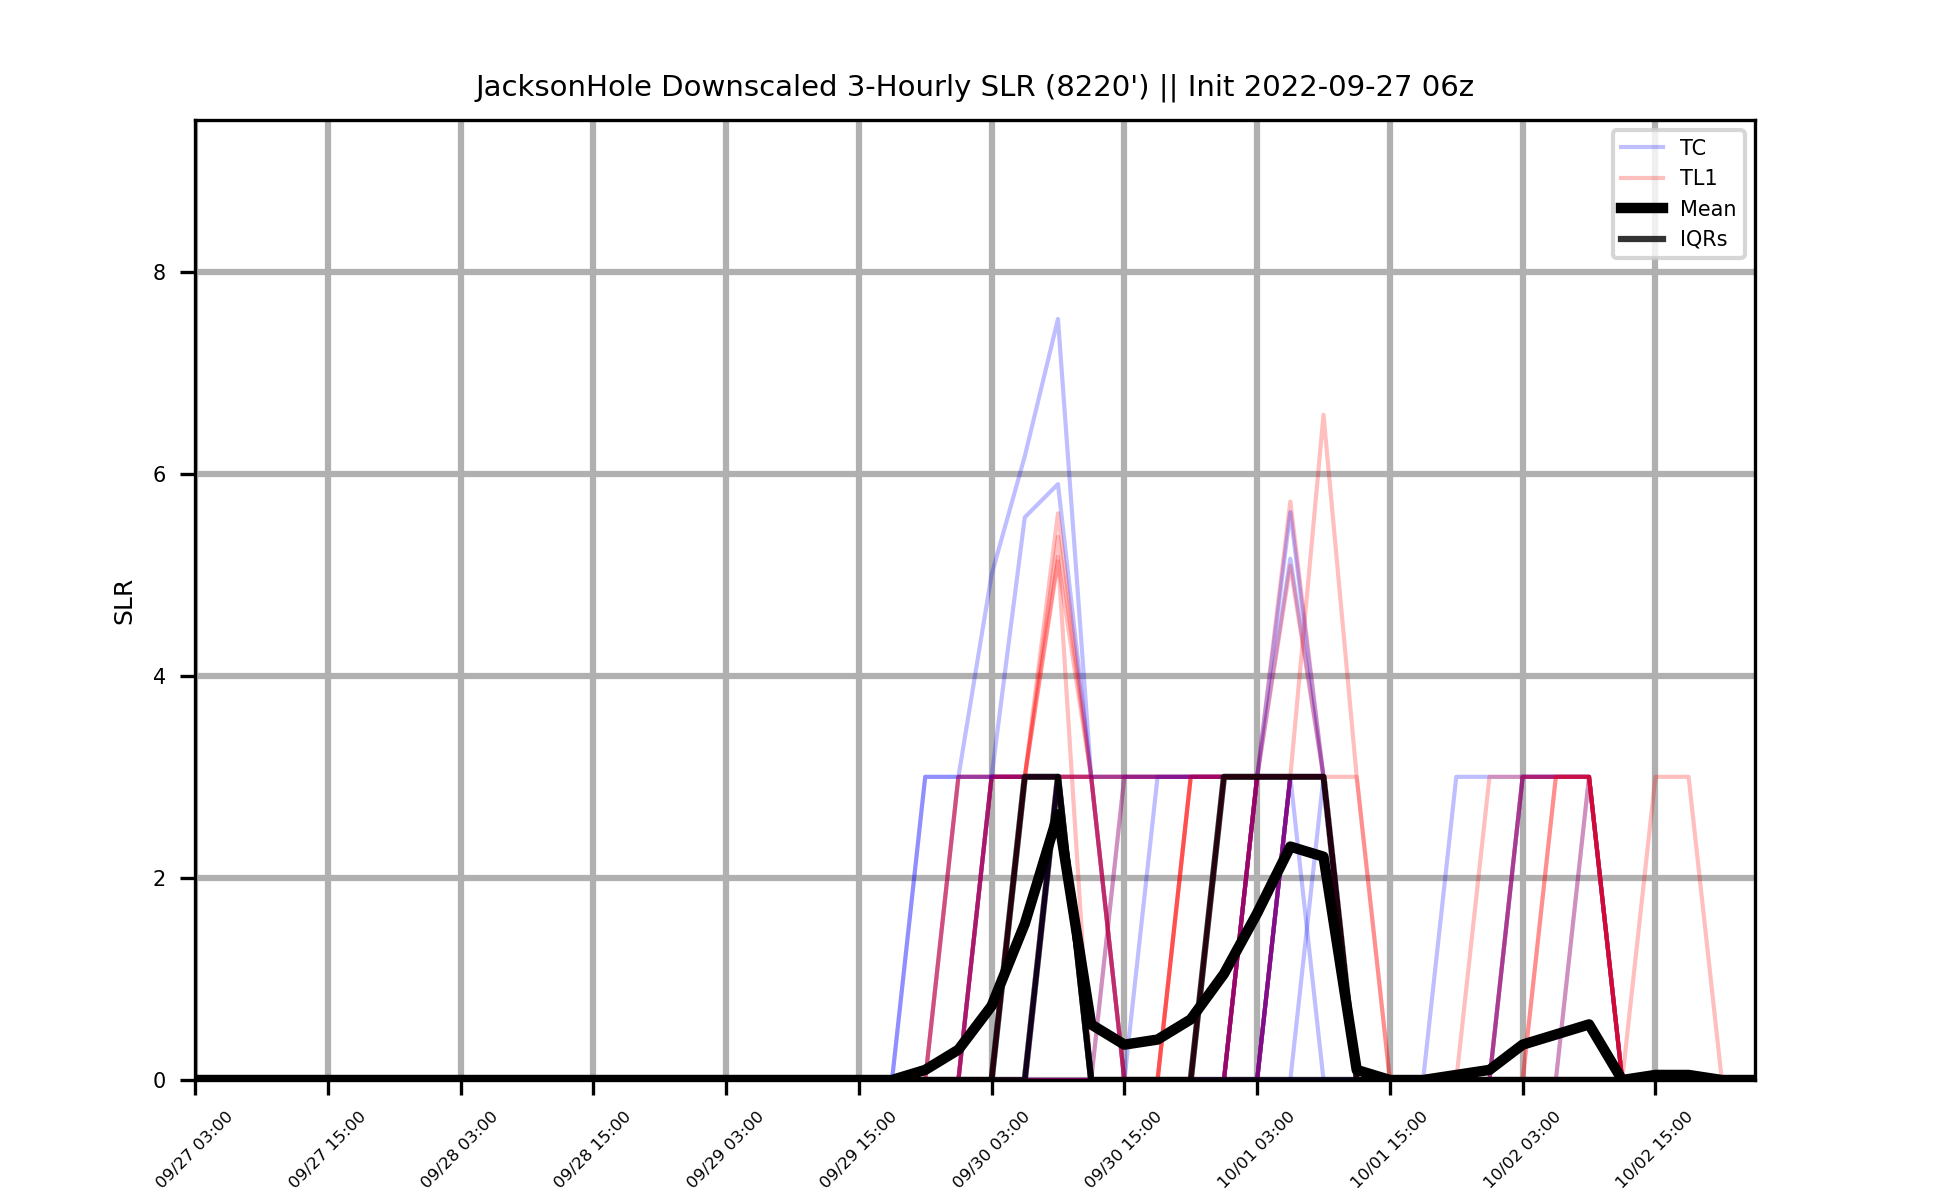 JacksonHole Downscaled 3-Hourly SLR (8220') || Init 2022-09-27 06z
TC
TL1
Mean
IQRs
8
6
4
2
0
SLR
09/27 03:00
09/27 15:00
09/28 03:00
09/28 15:00
09/29 03:00
09/29 15:00
09/30 03:00
09/30 15:00
10/01 03:00
10/01 15:00
10/02 03:00
10/02 15:00